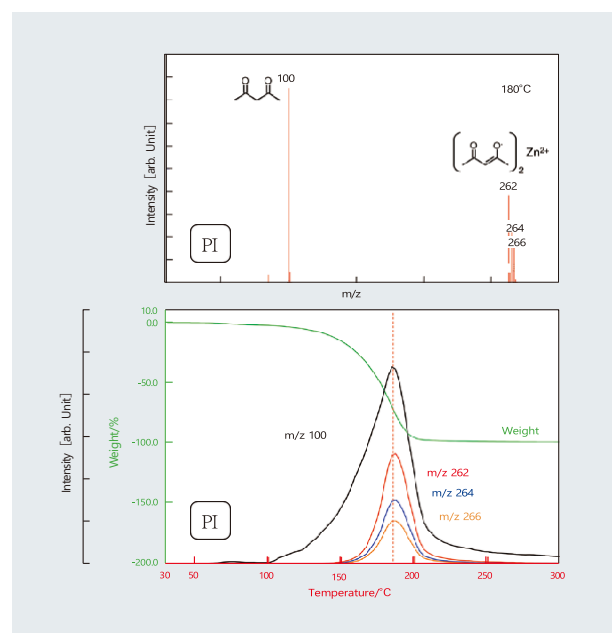 O O
100
180°C
O O⁻
( )₂ Zn²⁺
262
264
266
Intensity [arb. Unit]
PI
m/z
10.0
0.0
-50.0
-100.0
-150.0
-200.0
Intensity [arb. Unit]
Weight/%
m/z 100
Weight
m/z 262
m/z 264
m/z 266
PI
30 50 100 150 200 250 300
Temperature/°C